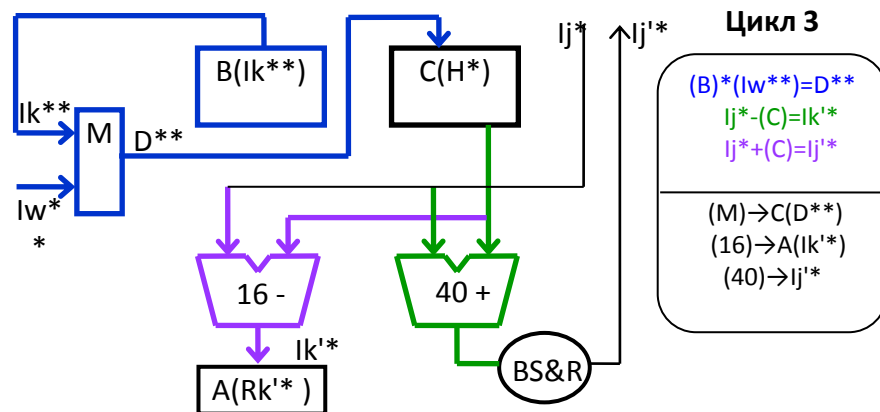 Ij*
Ij'*
Цикл 3
B(Ik**)
C(H*)
(B)*(Iw**)=D**
Ij*-(C)=Ik'*
Ij*+(C)=Ij'*
Ik**
M
D**
Iw*
*
(M)→C(D**)
(16)→A(Ik'*)
(40)→Ij'*
16 -
40 +
Ik'*
A(Rk'* )
BS&R